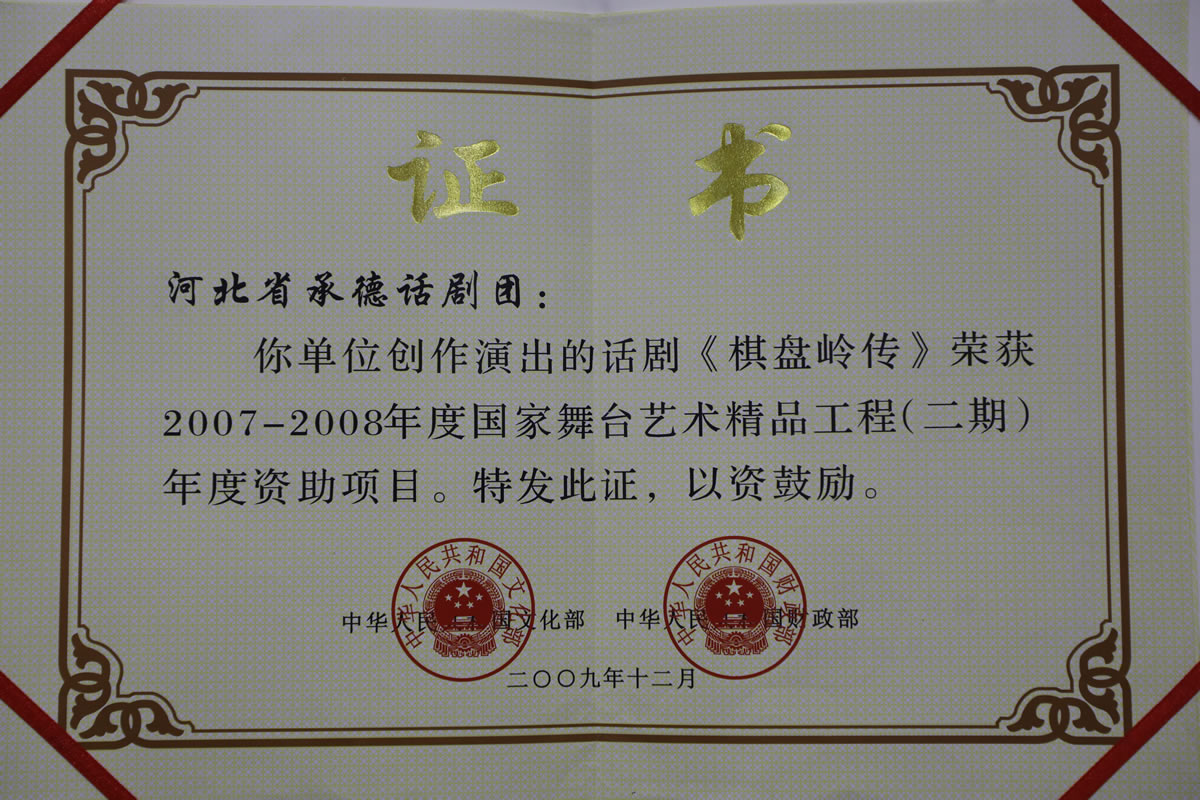 证 书
河北省承德话剧团：
你单位创作演出的话剧《棋盘岭传》荣获
2007-2008年度国家舞台艺术精品工程(二期)
年度资助项目。特发此证，以资鼓励。
中华人民共和国文化部
中华人民共和国财政部
中华人民共和国文化部 中华人民共和国财政部
二〇〇九年十二月